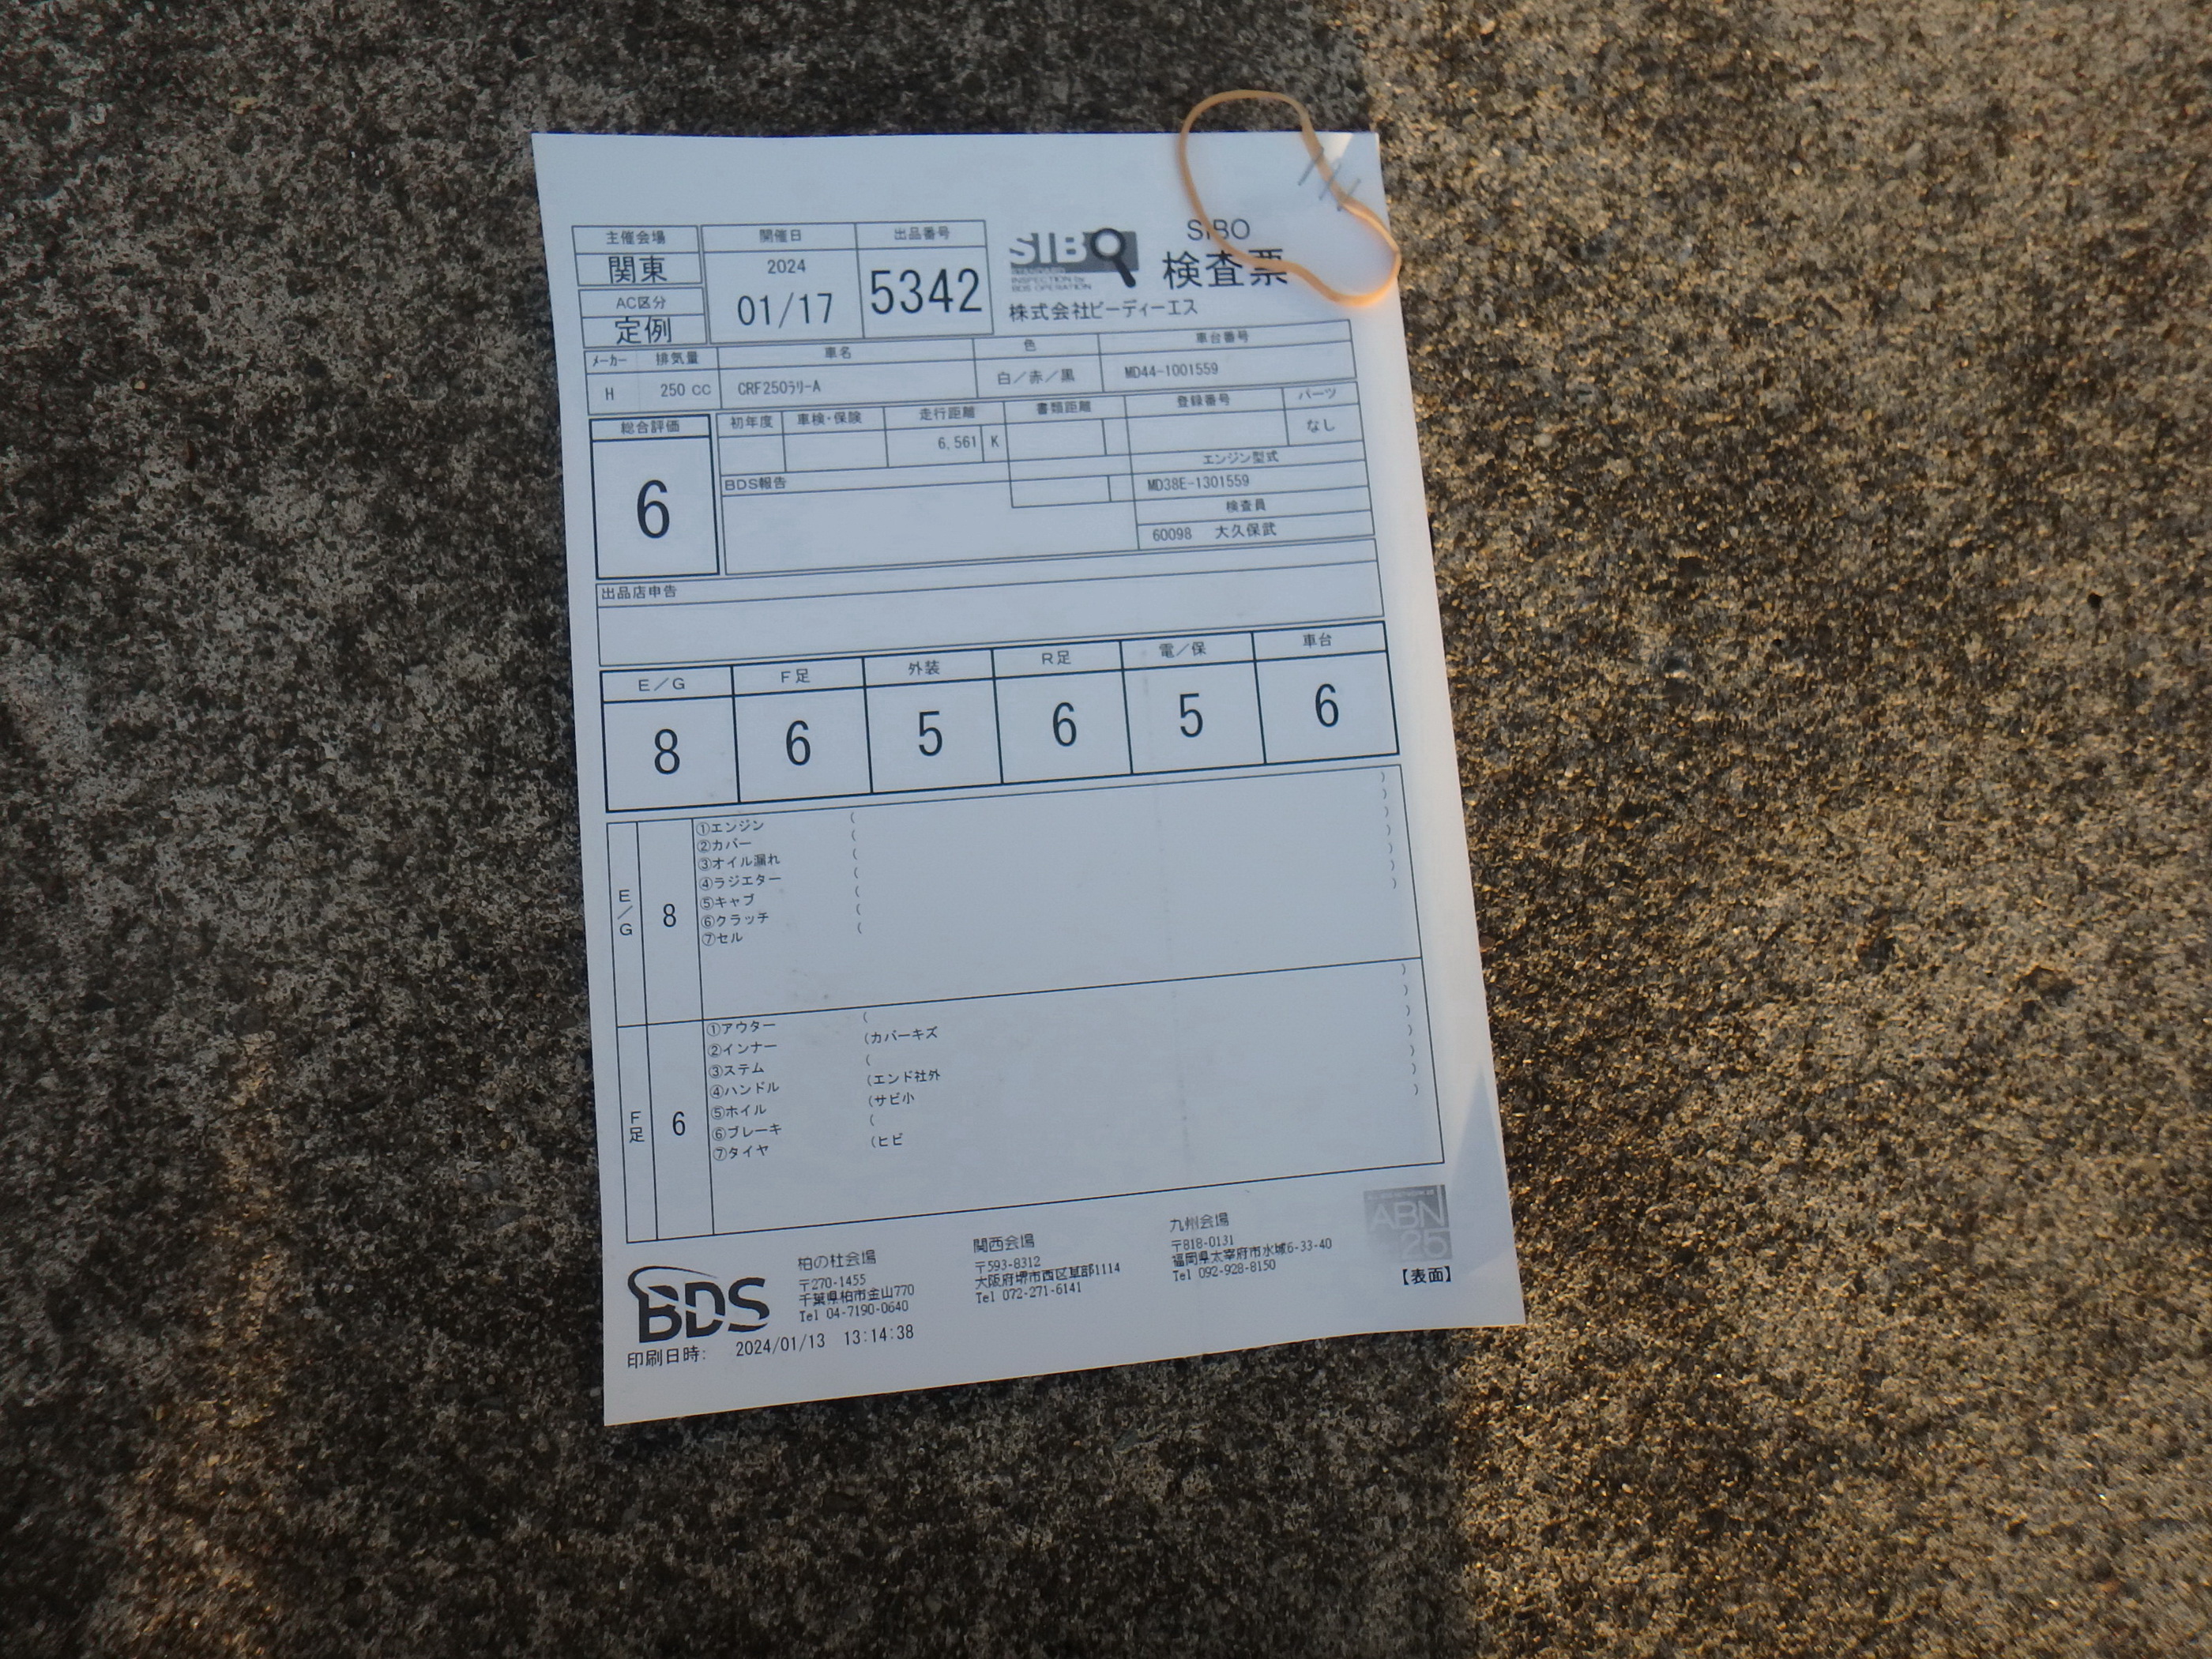 主催会場
関東
AC区分
定例
開催日
2024
01/17
出品番号
5342
SIBO
SIBO
検査票
株式会社ビーディーエス
メーカー 排気量 車名 色 車台番号
H 250 CC CRF250ラリーA 白/赤/黒 MD44-1001559
総合評価
6
初年度 車検・保険 走行距離 書類距離 登録番号 パーツ
6,561 K なし
エンジン型式
BDS報告
MD38E-1301559
検査員
60098 大久保武
出品店申告
E/G F足 外装 R足 電/保 車台
8 6 5 6 5 6
E/G
8
①エンジン ( )
②カバー ( )
③オイル漏れ ( )
④ラジエター ( )
⑤キャブ ( )
⑥クラッチ ( )
⑦セル ( )
F足
6
①アウター ( )
②インナー (カバーキズ )
③ステム ( )
④ハンドル (エンド社外 )
⑤ホイル (サビ小 )
⑥ブレーキ ( )
⑦タイヤ (ヒビ )
BDS
柏の杜会場
〒270-1455
千葉県柏市金山770
Tel 04-7190-0640
関西会場
〒593-8312
大阪府堺市西区草部1114
Tel 072-271-6141
九州会場
〒818-0131
福岡県太宰府市水城6-33-40
Tel 092-928-8150
ABN
25
【表面】
印刷日時: 2024/01/13 13:14:38